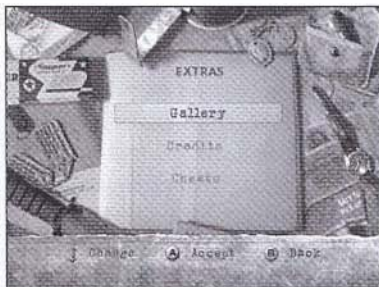 EXTRAS
Gallery
Credits
Cheats
Change A Accept B Back